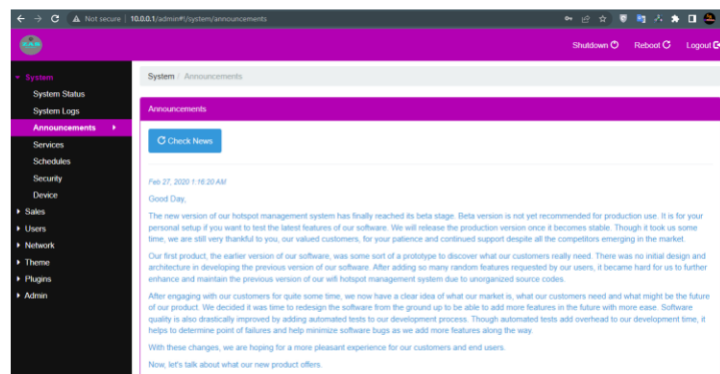 Not secure | 10.0.0.1/admin#!/system/announcements
Shutdown Reboot Logout
System
System Status
System Logs
Announcements
Services
Schedules
Security
Device
Sales
Users
Network
Theme
Plugins
Admin
System / Announcements
Announcements
Check News
Feb 27, 2020 1:16:20 AM
Good Day,
The new version of our hotspot management system has finally reached its beta stage. Beta version is not yet recommended for production use. It is for your
personal setup if you want to test the latest features of our software. We will release the production version once it becomes stable. Though it took us some
time, we are still very thankful to you, our valued customers, for your patience and continued support despite all the competitors emerging in the market.
Our first product, the earlier version of our software, was some sort of a prototype to discover what our customers really need. There was no initial design and
architecture in developing the previous version of our software. After adding so many random features requested by our users, it became hard for us to further
enhance and maintain the previous version of our wifi hotspot management system due to unorganized source codes.
After engaging with our customers for quite some time, we now have a clear idea of what our market is, what our customers need and what might be the future
of our product. We decided it was time to redesign the software from the ground up to be able to add more features in the future with more ease. Software
quality is also drastically improved by adding automated tests to our development process. Though automated tests add overhead to our development time, it
helps to determine point of failures and help minimize software bugs as we add more features along the way.
With these changes, we are hoping for a more pleasant experience for our customers and end users.
Now, let's talk about what our new product offers.